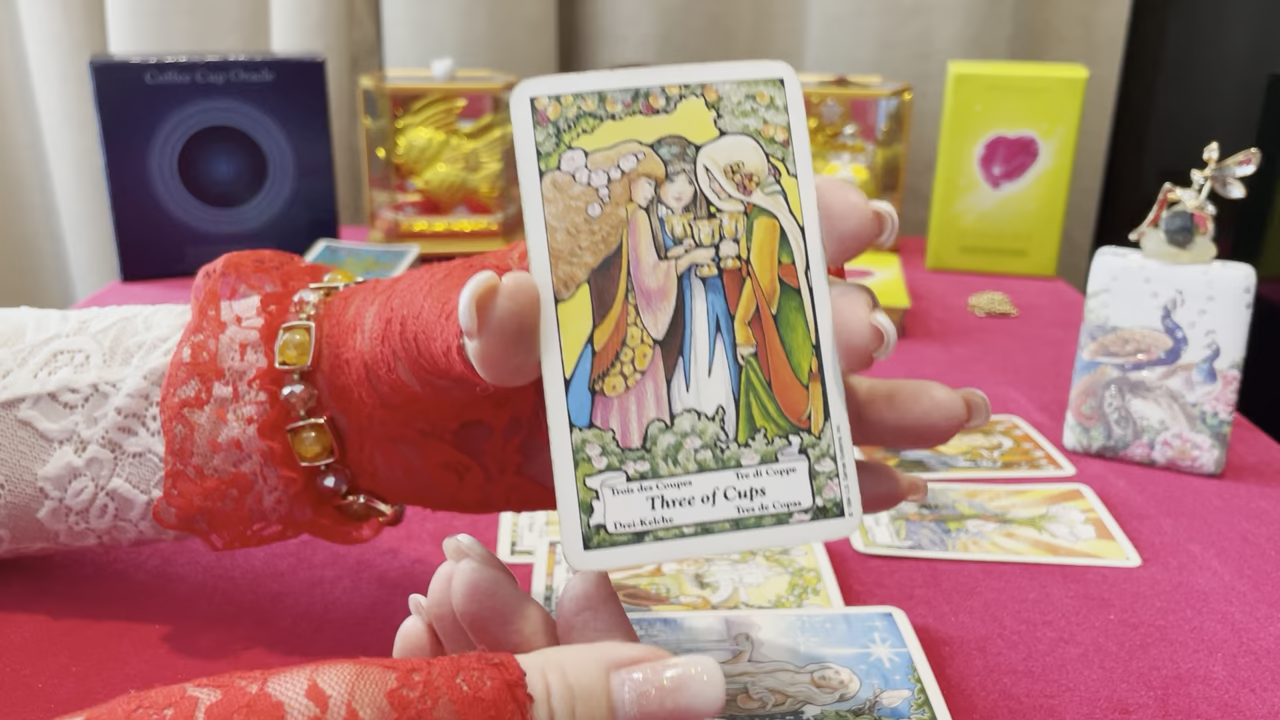 Coffee Cup Oracle
Trois des Coupes
Tre di Coppe
Three of Cups
Drei-Kelche
Tres de Copas